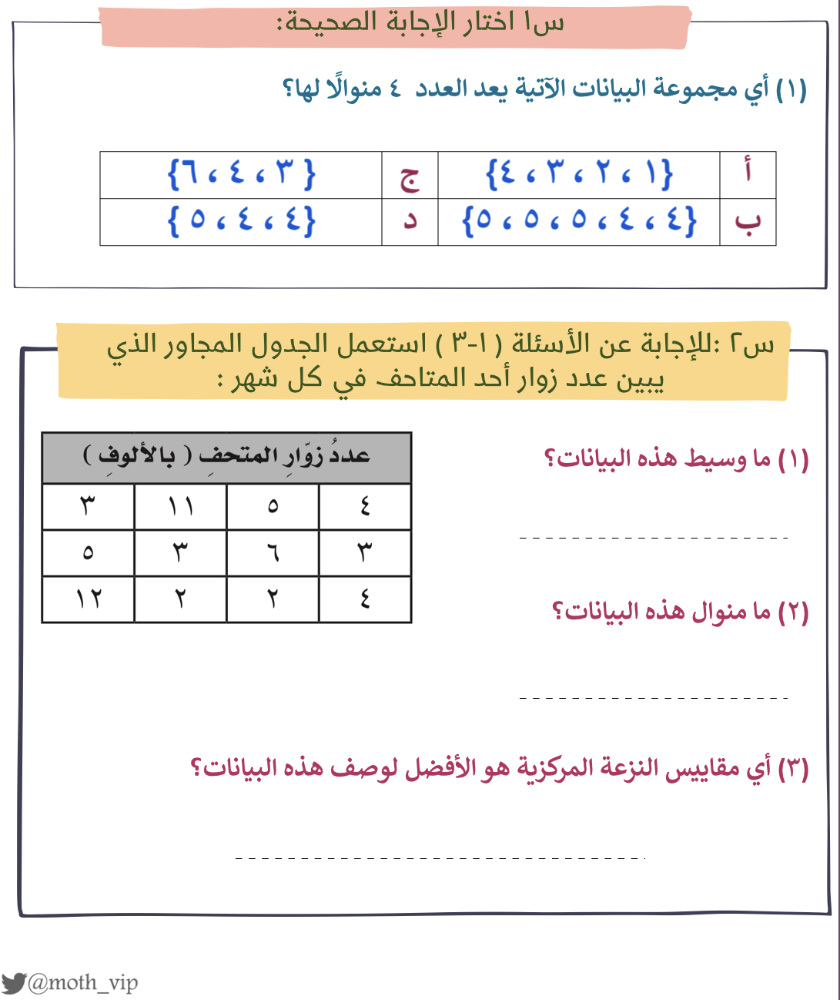 س١ اختار الإجابة الصحيحة:
(١) أي مجموعة البيانات الآتية يعد العدد ٤ منوالًا لها؟
أ {١ ، ٢ ، ٣ ، ٤} ج { ٣ ، ٤ ، ٦}
ب {٤ ، ٤ ، ٥ ، ٥ ، ٥} د {٤ ، ٤ ، ٥ }
س٢ :للإجابة عن الأسئلة ( ١-٣ ) استعمل الجدول المجاور الذي
يبين عدد زوار أحد المتاحف في كل شهر :
(١) ما وسيط هذه البيانات؟
(٢) ما منوال هذه البيانات؟
عددُ زوّارِ المتحفِ ( بالألوفِ )
٤ ٥ ١١ ٣
٣ ٦ ٣ ٥
٤ ٢ ٢ ١٢
(٣) أي مقاييس النزعة المركزية هو الأفضل لوصف هذه البيانات؟
@moth_vip